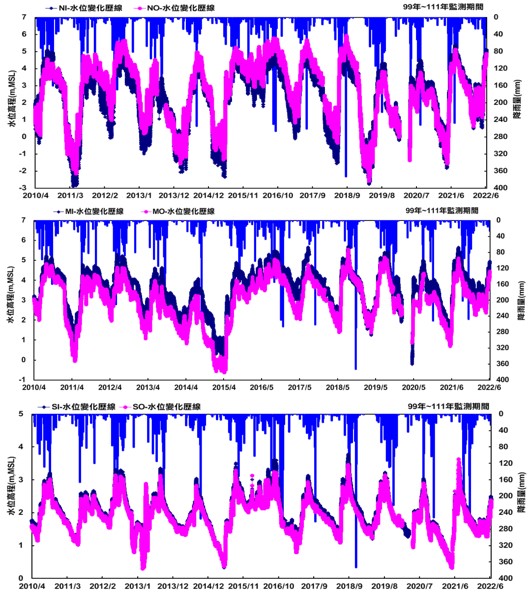 NI-水位變化歷線 NO-水位變化歷線 99年~111年監測期間
水位高程(m,MSL)
7 6 5 4 3 2 1 0 -1 -2 -3
0 40 80 120 160 200 240 280 320 360 400
降雨量(mm)
2010/4 2011/3 2012/2 2013/1 2013/12 2014/12 2015/11 2016/10 2017/9 2018/8 2019/8 2020/7 2021/6 2022/6
MI-水位變化歷線 MO-水位變化歷線 99年~111年監測期間
水位高程(m,MSL)
7 6 5 4 3 2 1 0 -1
0 40 80 120 160 200 240 280 320 360 400
降雨量(mm)
2010/4 2011/4 2012/4 2013/4 2014/4 2015/4 2016/5 2017/5 2018/5 2019/5 2020/5 2021/6 2022/6
SI-水位變化歷線 SO-水位變化歷線 99年~111年監測期間
水位高程(m,MSL)
5 4 3 2 1 0
0 40 80 120 160 200 240 280 320 360 400
降雨量(mm)
2010/4 2011/3 2012/2 2013/1 2013/12 2014/12 2015/11 2016/10 2017/9 2018/8 2019/8 2020/7 2021/6 2022/6